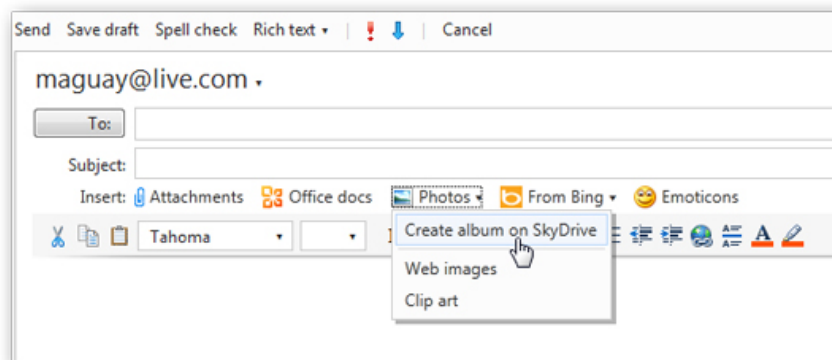 Send Save draft Spell check Rich text Cancel
maguay@live.com
To:
Subject:
Insert: Attachments Office docs Photos From Bing Emoticons
Tahoma
Create album on SkyDrive
Web images
Clip art